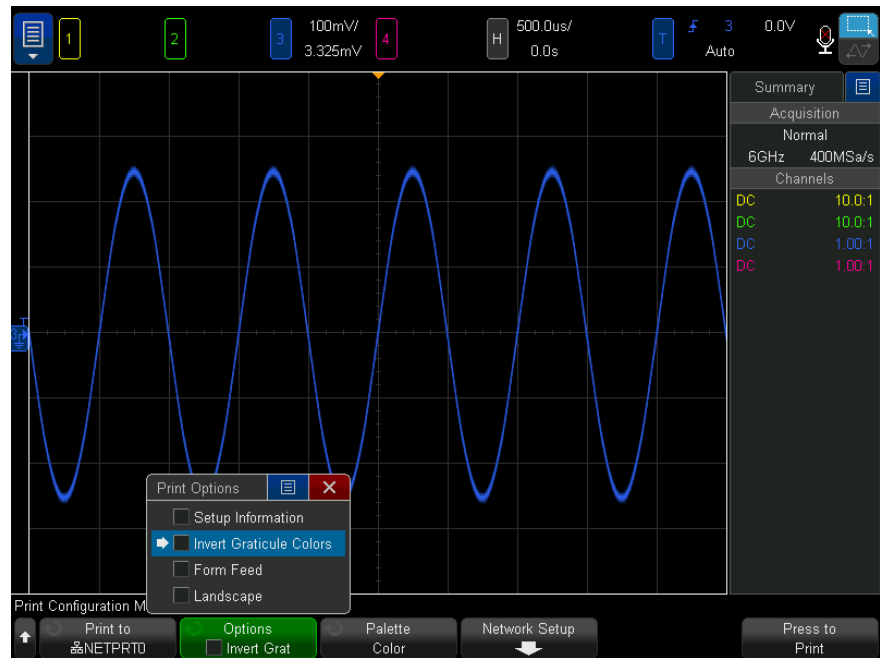 1
2
3
100mV/
3.325mV
4
H
500.0us/
0.0s
T
3
0.0V
Auto
Summary
Acquisition
Normal
6GHz 400MSa/s
Channels
DC 10.0:1
DC 10.0:1
DC 1.00:1
DC 1.00:1
T
3
Print Options
Setup Information
Invert Graticule Colors
Form Feed
Landscape
Print Configuration M
Print to
NETPRT0
Options
Invert Grat
Palette
Color
Network Setup
Press to
Print